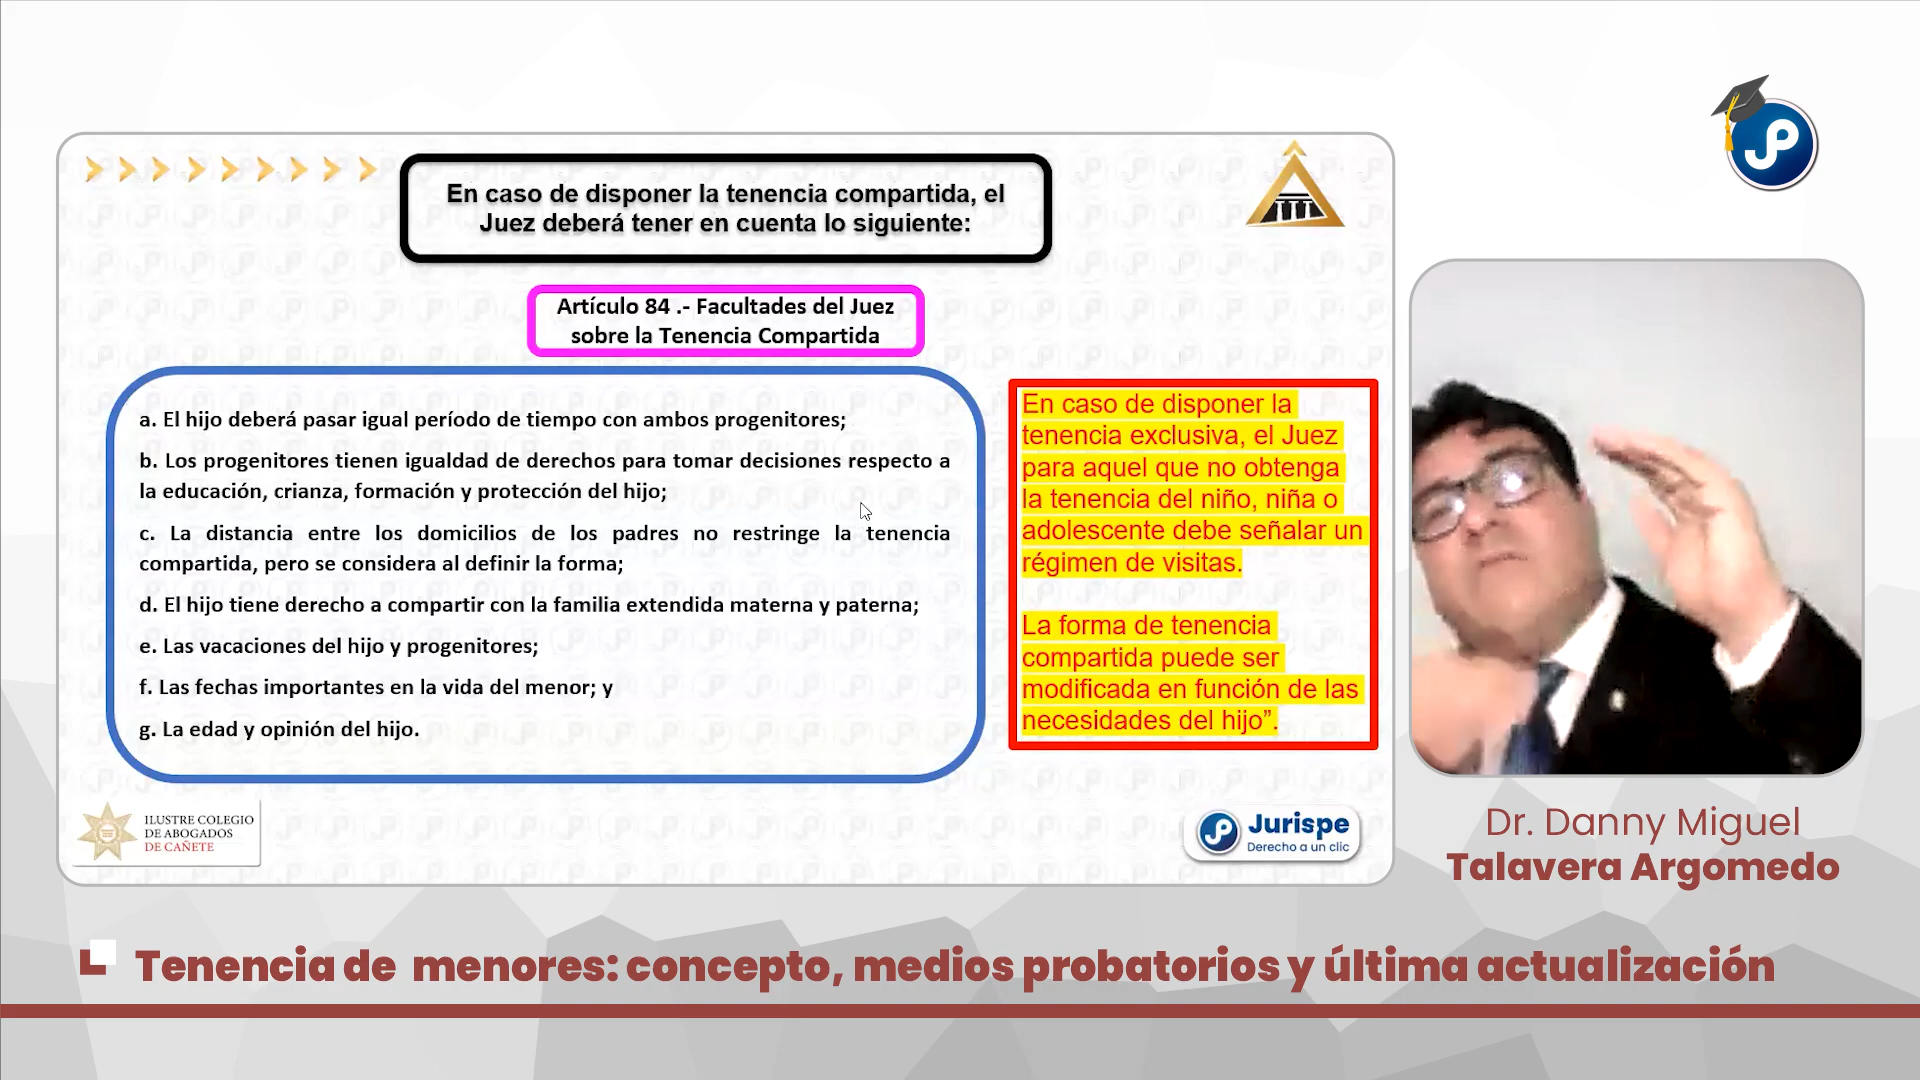 En caso de disponer la tenencia compartida, el
Juez deberá tener en cuenta lo siguiente:
Artículo 84 .- Facultades del Juez
sobre la Tenencia Compartida
a. El hijo deberá pasar igual período de tiempo con ambos progenitores;
b. Los progenitores tienen igualdad de derechos para tomar decisiones respecto a
la educación, crianza, formación y protección del hijo;
c. La distancia entre los domicilios de los padres no restringe la tenencia
compartida, pero se considera al definir la forma;
d. El hijo tiene derecho a compartir con la familia extendida materna y paterna;
e. Las vacaciones del hijo y progenitores;
f. Las fechas importantes en la vida del menor; y
g. La edad y opinión del hijo.
En caso de disponer la
tenencia exclusiva, el Juez
para aquel que no obtenga
la tenencia del niño, niña o
adolescente debe señalar un
régimen de visitas.
La forma de tenencia
compartida puede ser
modificada en función de las
necesidades del hijo”.
ILUSTRE COLEGIO
DE ABOGADOS
DE CAÑETE
JP
Jurispe
Derecho a un clic
JP
Dr. Danny Miguel
Talavera Argomedo
Tenencia de menores: concepto, medios probatorios y última actualización